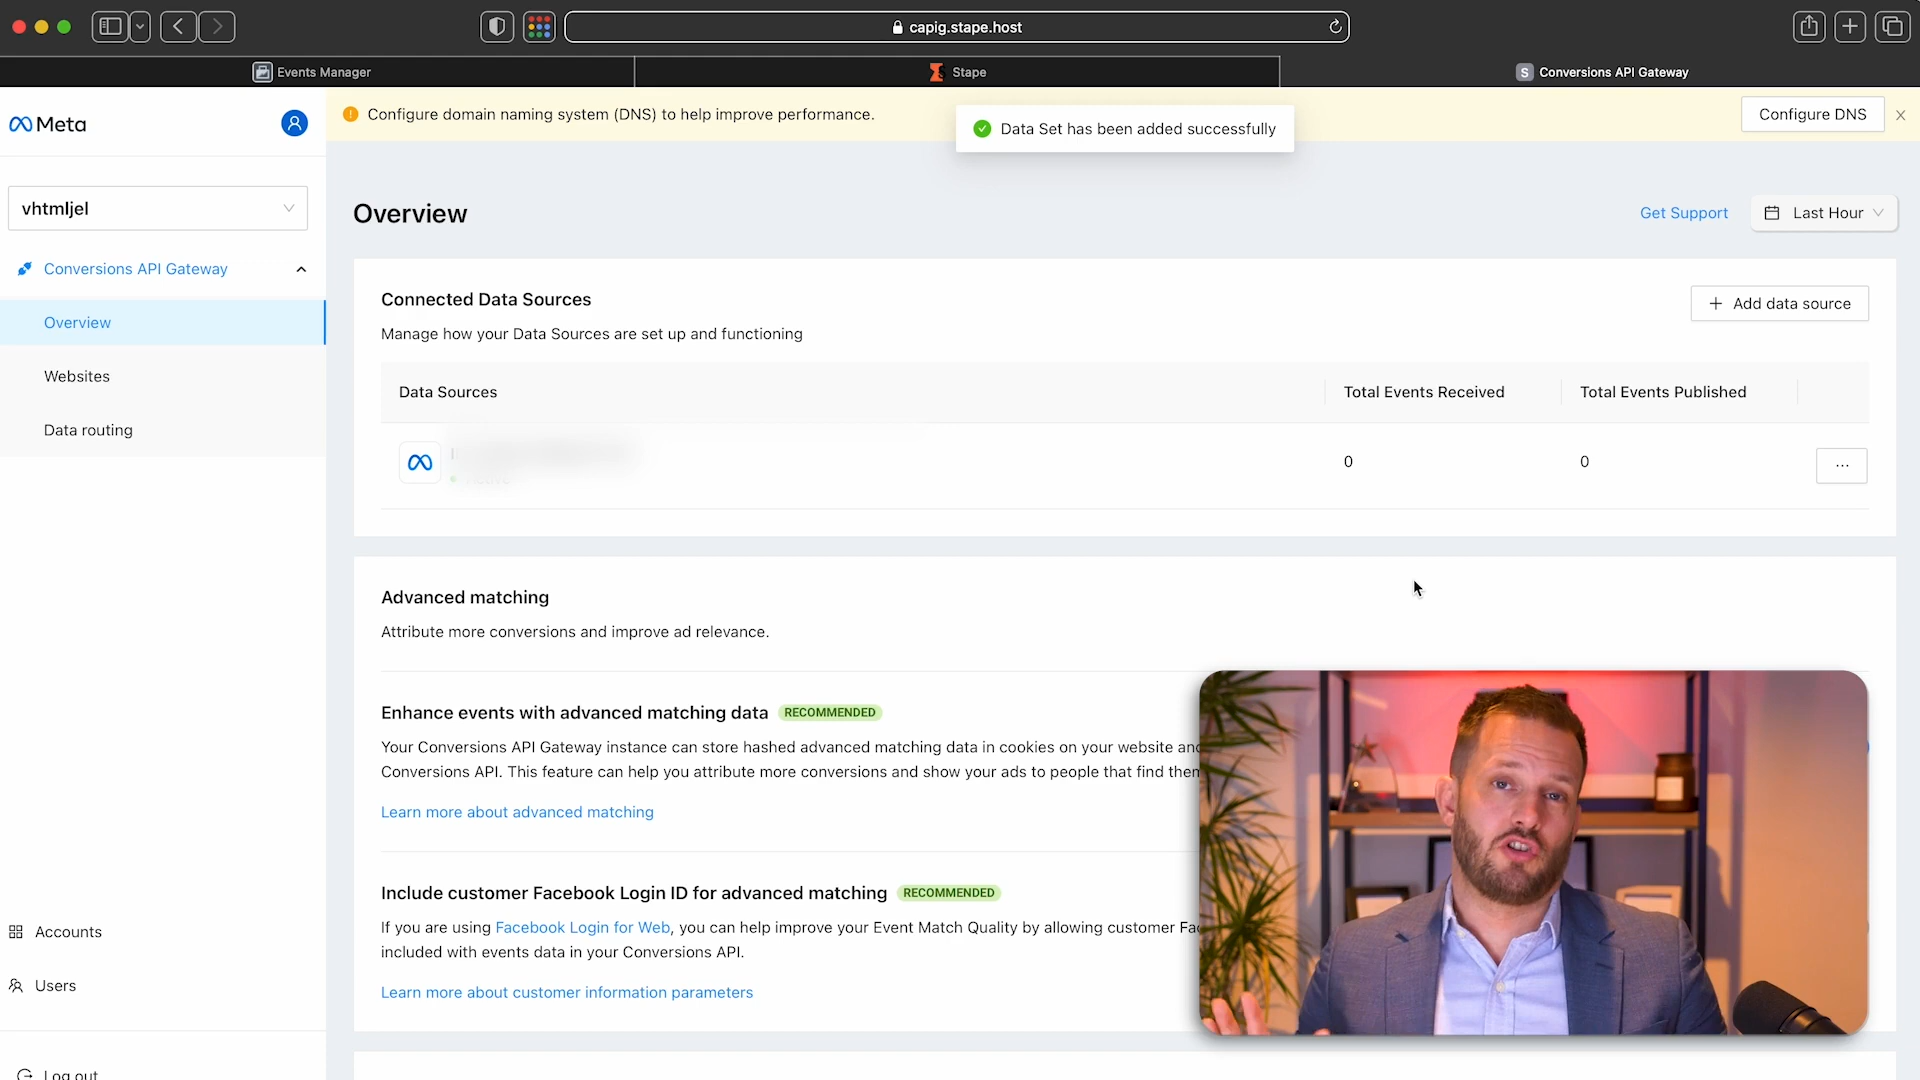 capig.stape.host
Events Manager
Stape
S Conversions API Gateway
Meta
Configure domain naming system (DNS) to help improve performance.
Data Set has been added successfully
Configure DNS
vhtmljel
Overview
Get Support
Last Hour
Conversions API Gateway
Overview
Websites
Data routing
Connected Data Sources
Manage how your Data Sources are set up and functioning
+ Add data source
Data Sources
Total Events Received
Total Events Published
0
0
...
Advanced matching
Attribute more conversions and improve ad relevance.
Enhance events with advanced matching data RECOMMENDED
Your Conversions API Gateway instance can store hashed advanced matching data in cookies on your website
Conversions API. This feature can help you attribute more conversions and show your ads to people that find
Learn more about advanced matching
Include customer Facebook Login ID for advanced matching RECOMMENDED
If you are using Facebook Login for Web, you can help improve your Event Match Quality by allowing customer
included with events data in your Conversions API.
Learn more about customer information parameters
Accounts
Users
Log out